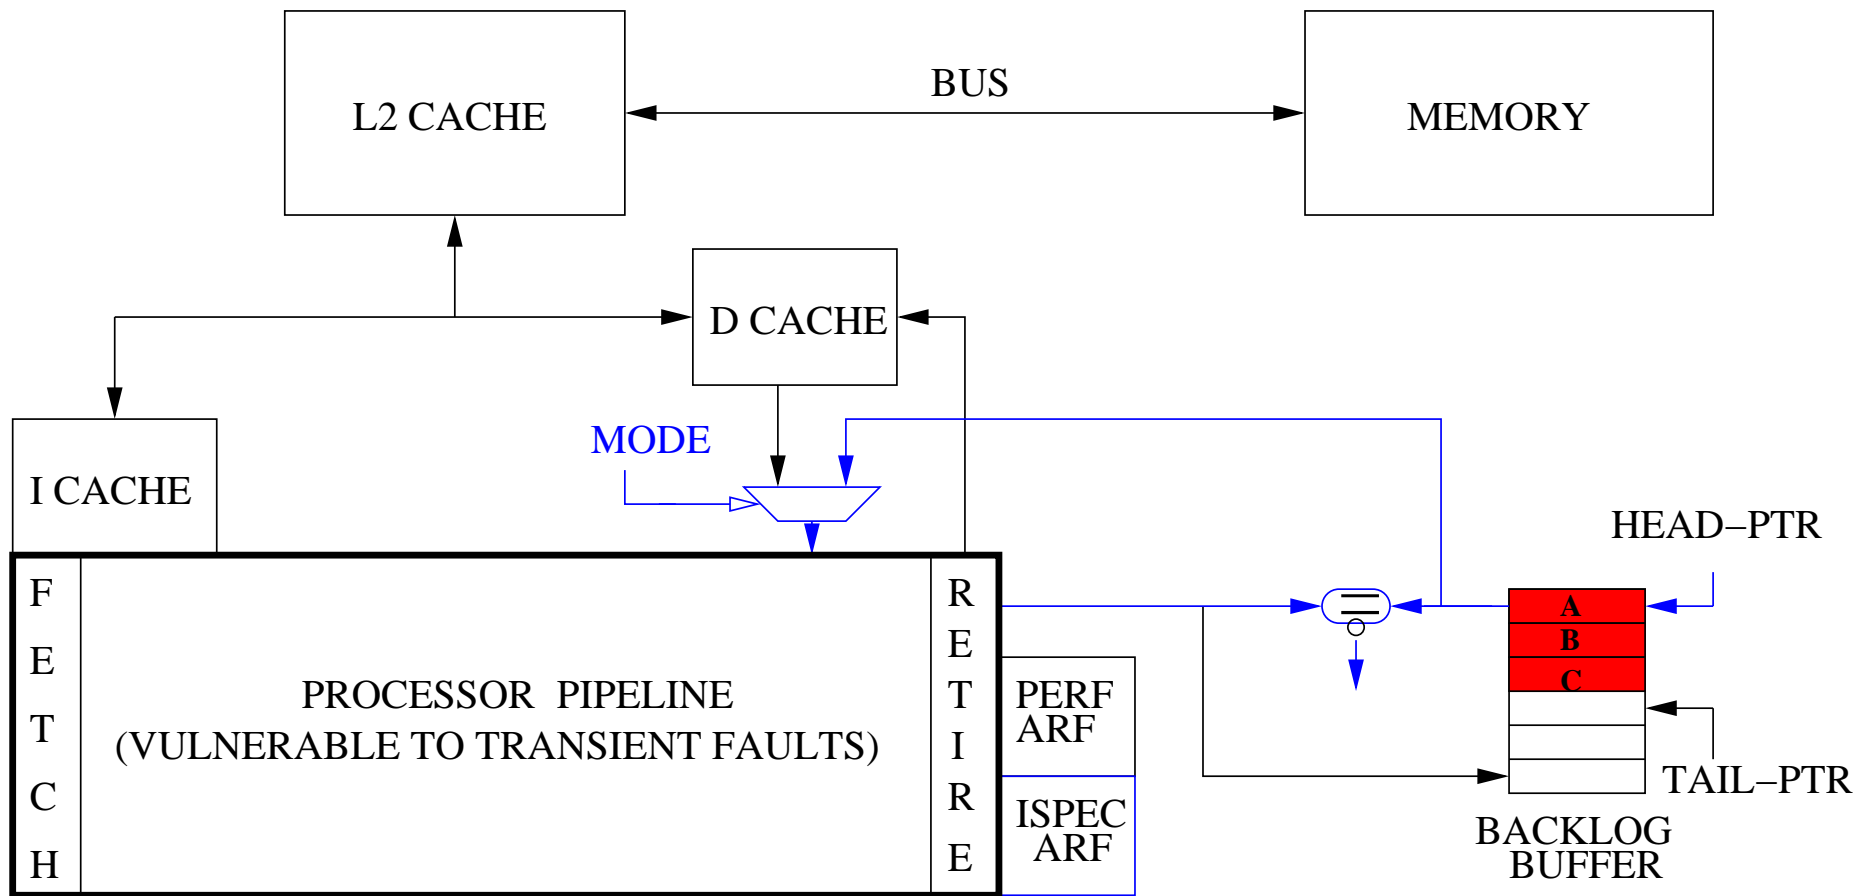 BUS
L2 CACHE
MEMORY
D CACHE
MODE
I CACHE
HEAD−PTR
F
E
T
C
H
PROCESSOR PIPELINE
(VULNERABLE TO TRANSIENT FAULTS)
R
E
T
I
R
E
PERF
ARF
ISPEC
ARF
A
B
C
TAIL−PTR
BACKLOG
BUFFER